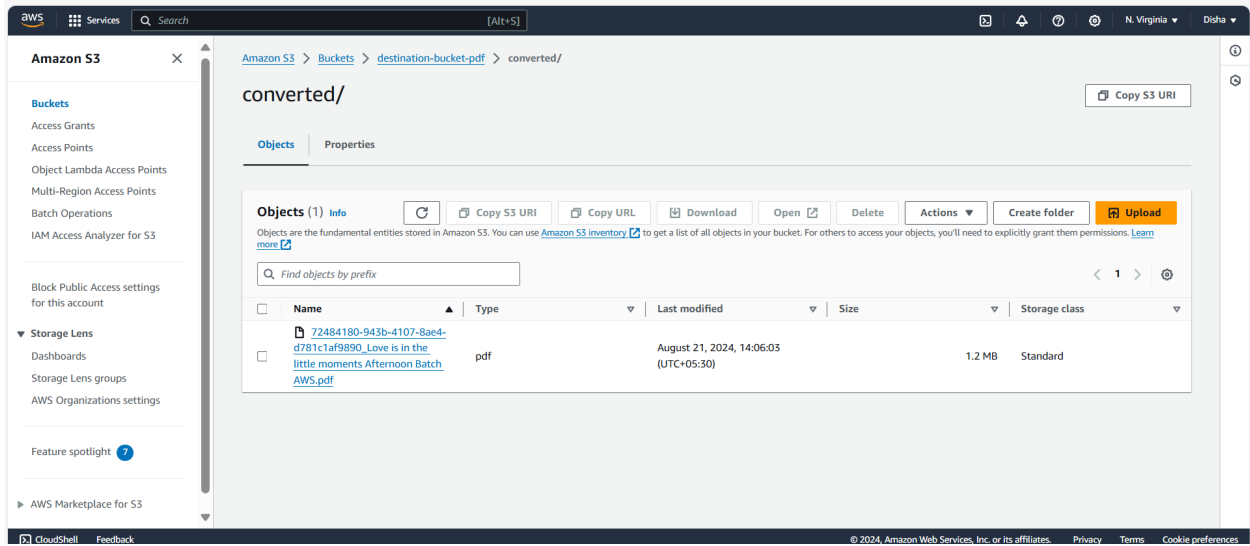 aws Services Search [Alt+S] N. Virginia Disha
Amazon S3
Buckets
Access Grants
Access Points
Object Lambda Access Points
Multi-Region Access Points
Batch Operations
IAM Access Analyzer for S3
Block Public Access settings
for this account
Storage Lens
Dashboards
Storage Lens groups
AWS Organizations settings
Feature spotlight 7
AWS Marketplace for S3
Amazon S3 > Buckets > destination-bucket-pdf > converted/
converted/
Copy S3 URI
Objects Properties
Objects (1) Info Copy S3 URI Copy URL Download Open Delete Actions Create folder Upload
Objects are the fundamental entities stored in Amazon S3. You can use Amazon S3 inventory to get a list of all objects in your bucket. For others to access your objects, you'll need to explicitly grant them permissions. Learn
more
Find objects by prefix < 1 >
Name Type Last modified Size Storage class
72484180-943b-4107-8ae4-
d781c1af9890_Love is in the
little moments Afternoon Batch
AWS.pdf
pdf
August 21, 2024, 14:06:03
(UTC+05:30)
1.2 MB
Standard
CloudShell Feedback © 2024, Amazon Web Services, Inc. or its affiliates. Privacy Terms Cookie preferences